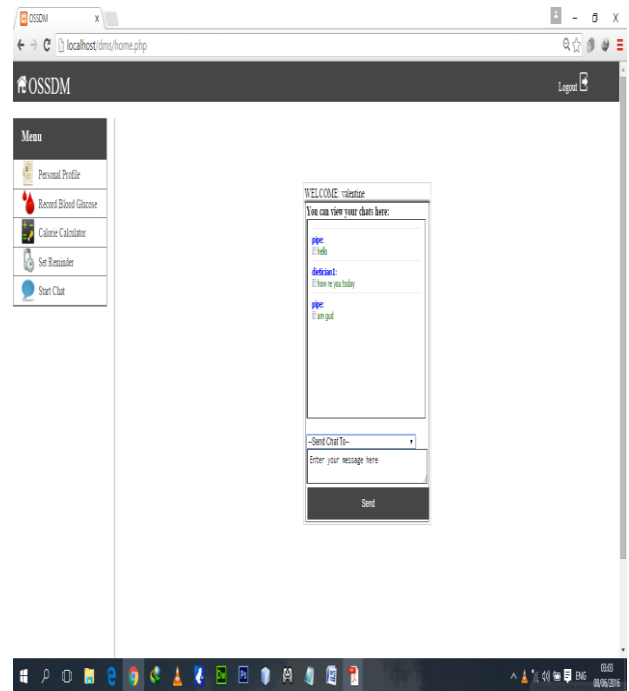 OSSDM x
localhost/dms/home.php
OSSDM
Logout
Menu
Personal Profile
Record Blood Glucose
Calorie Calculator
Set Reminder
Start Chat
WELCOME: valentine
You can view your chats here:
pipe:
hello
dietician1:
how re you today
pipe:
am gud
--Send Chat To--
Enter your message here
Send
Dw
Ps
ENG
03:03
08/06/2016